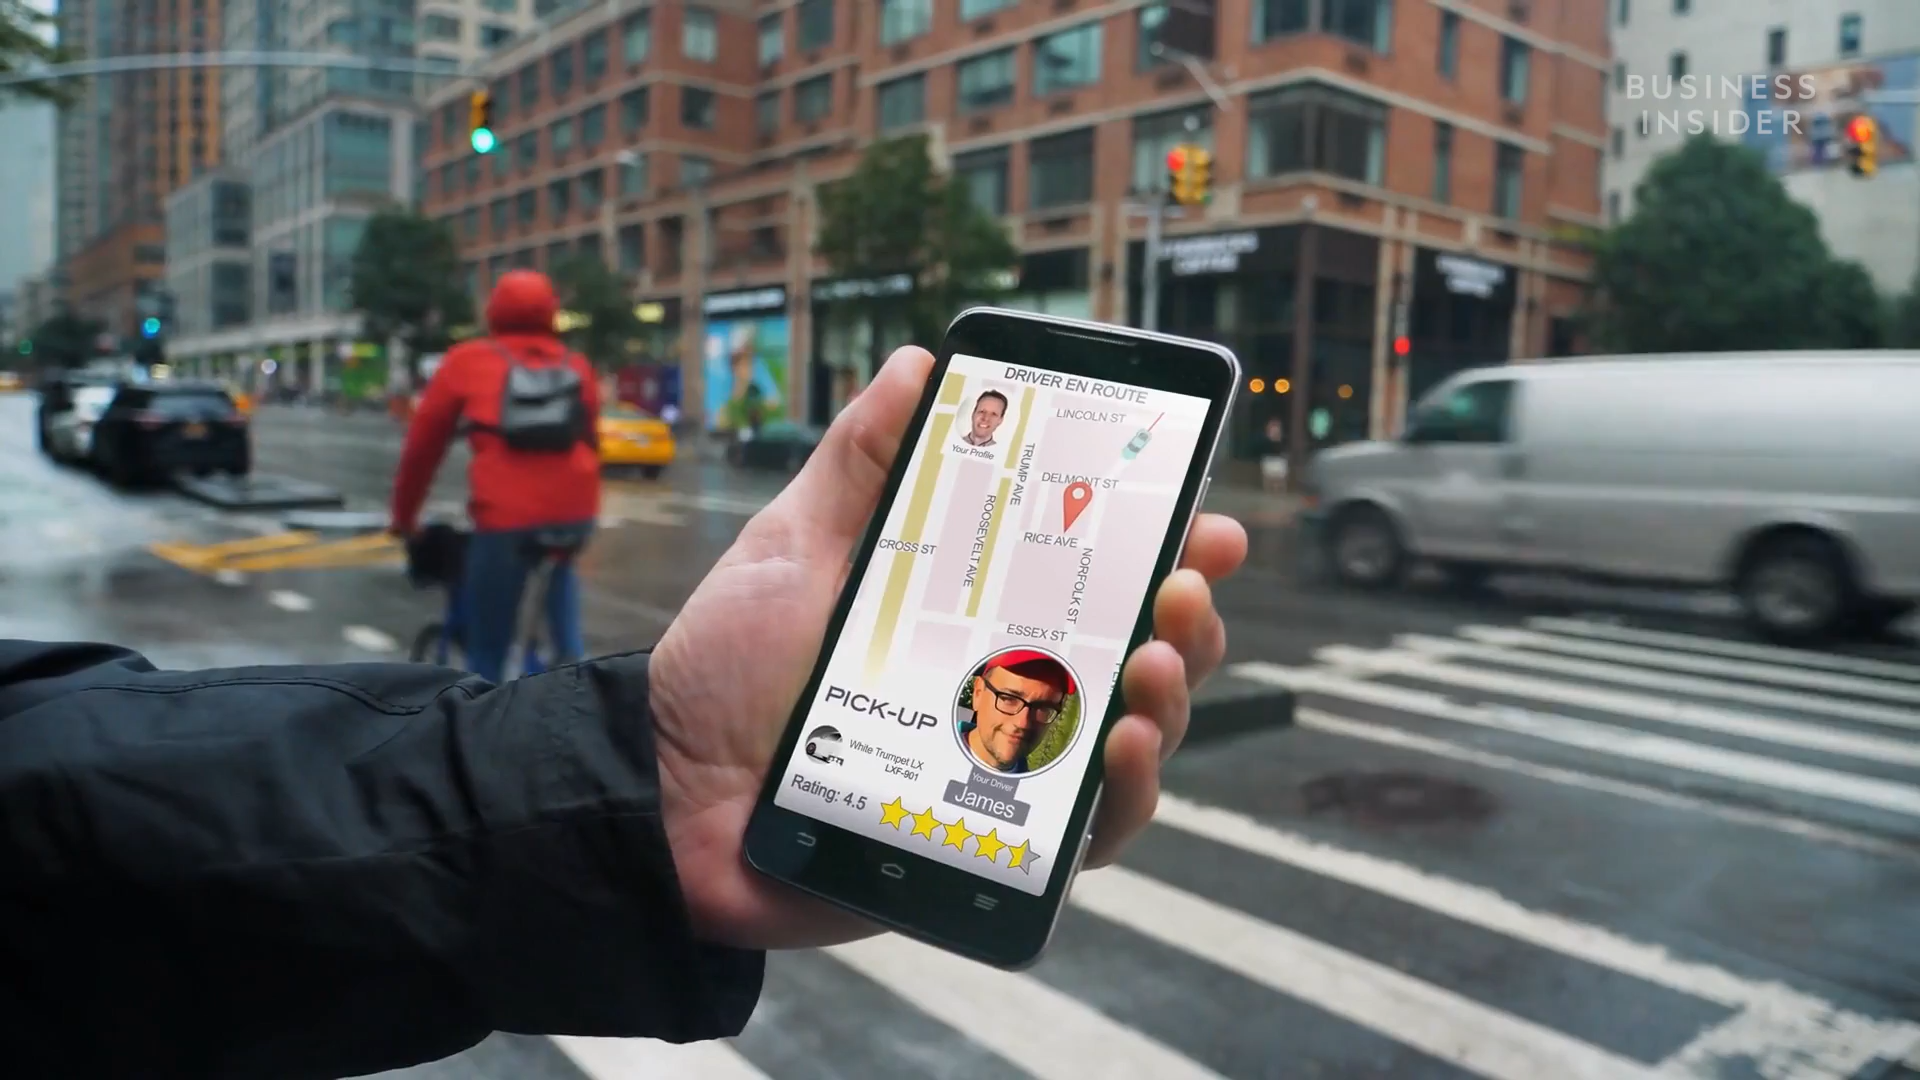 BUSINESS
INSIDER
DRIVER EN ROUTE
LINCOLN ST
Your Profile
TRUMP AVE
DELMONT ST
ROOSEVELT AVE
RICE AVE
CROSS ST
NORFOLK ST
ESSEX ST
PICK-UP
White Trumpet LX
LXF-901
Your Driver
James
Rating: 4.5